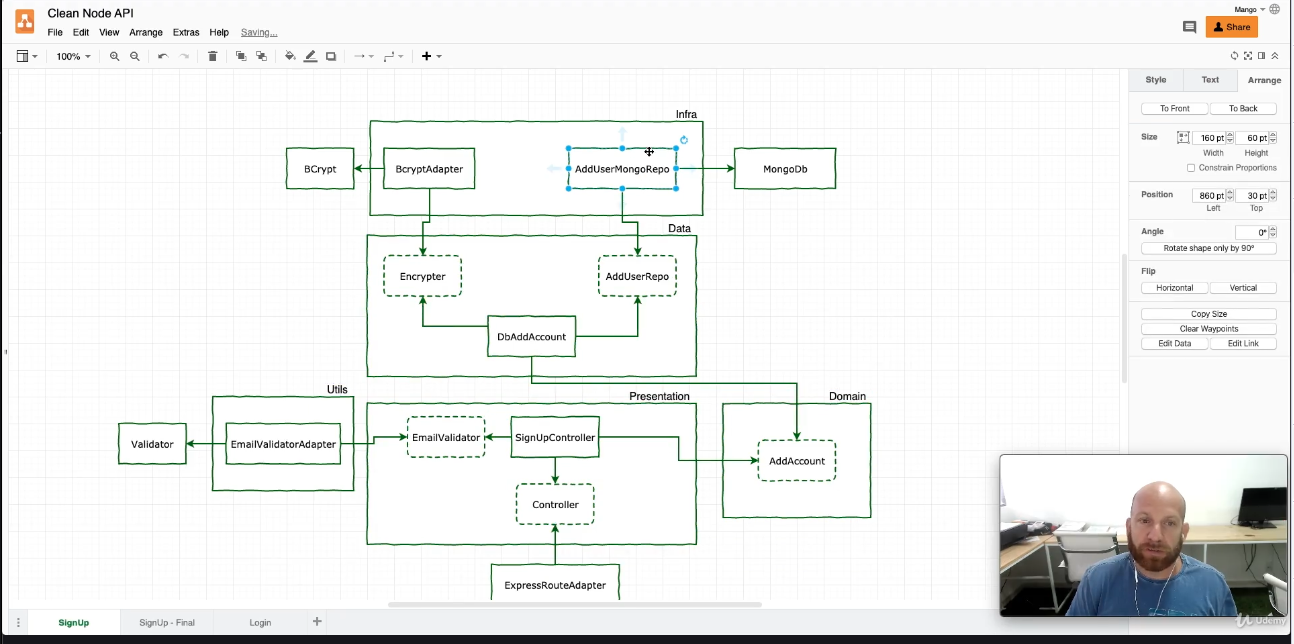 Clean Node API
Mango
File Edit View Arrange Extras Help Saving...
Share
100%
Style Text Arrange
To Front To Back
Size 160 pt 60 pt
Width Height
Constrain Proportions
Position 860 pt 30 pt
Left Top
Angle 0°
Rotate shape only by 90°
Flip
Horizontal Vertical
Copy Size
Clear Waypoints
Edit Data Edit Link
Infra
BCrypt BcryptAdapter AddUserMongoRepo MongoDb
Data
Encrypter AddUserRepo
DbAddAccount
Utils Presentation Domain
Validator EmailValidatorAdapter EmailValidator SignUpController
AddAccount
Controller
ExpressRouteAdapter
SignUp SignUp - Final Login
Udemy